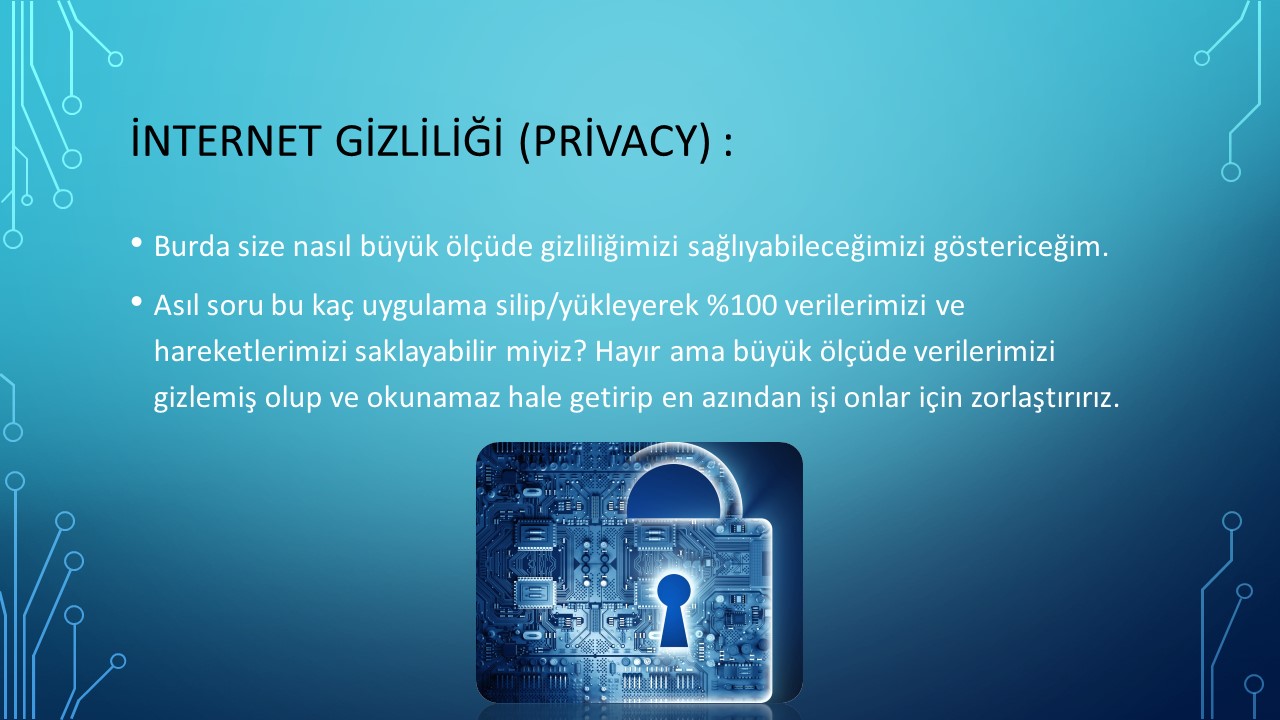 İNTERNET GİZLİLİĞİ (PRİVACY) :
• Burda size nasıl büyük ölçüde gizliliğimizi sağlıyabileceğimizi göstericeğim.
• Asıl soru bu kaç uygulama silip/yükleyerek %100 verilerimizi ve
hareketlerimizi saklayabilir miyiz? Hayır ama büyük ölçüde verilerimizi
gizlemiş olup ve okunamaz hale getirip en azından işi onlar için zorlaştırırız.